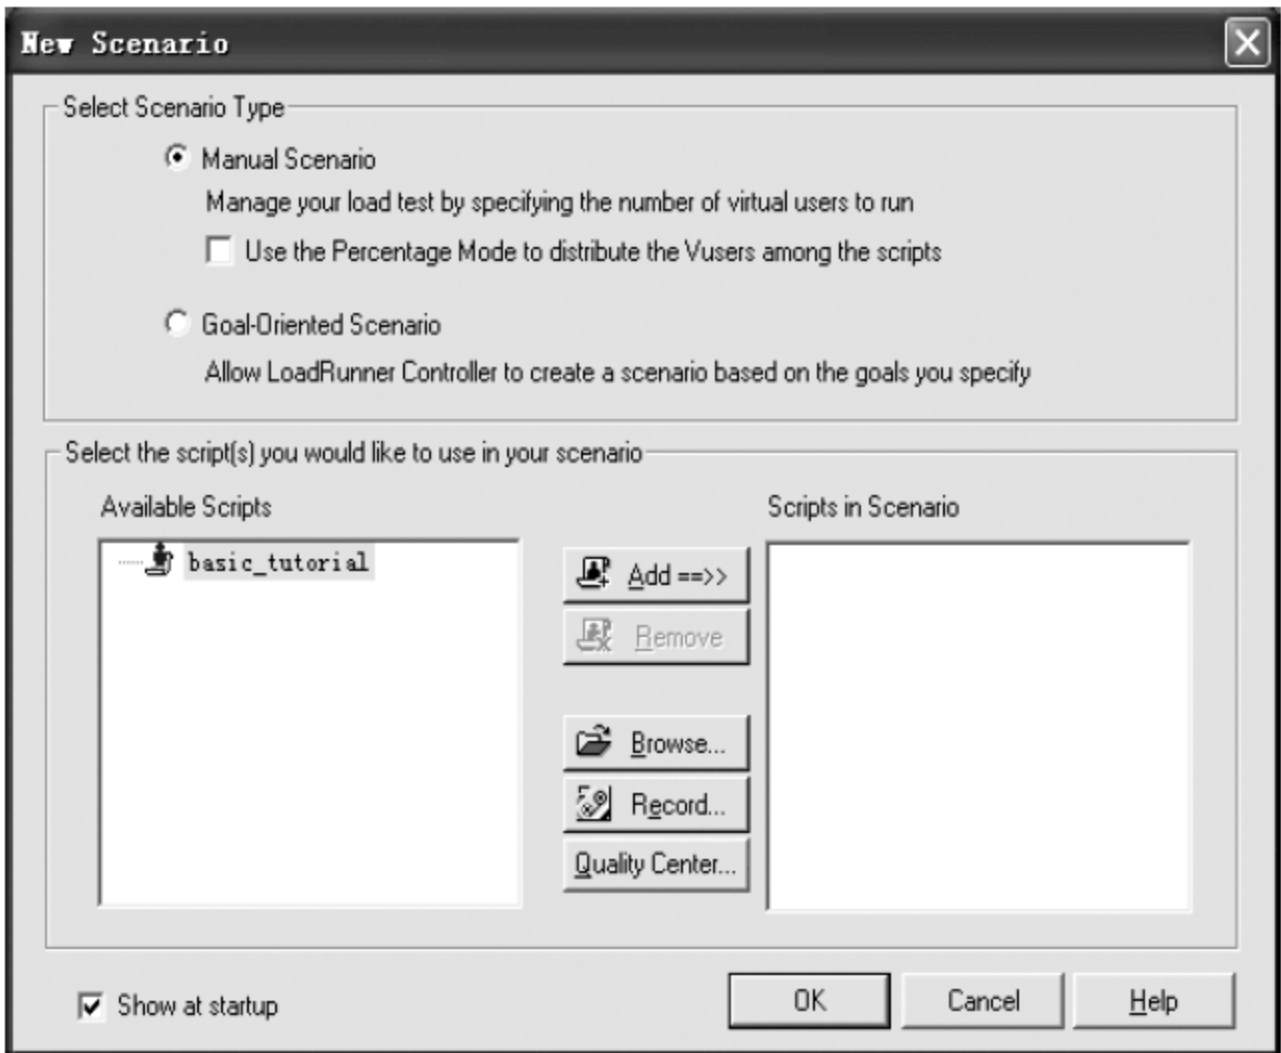 New Scenario
Select Scenario Type
Manual Scenario
Manage your load test by specifying the number of virtual users to run
Use the Percentage Mode to distribute the Vusers among the scripts
Goal-Oriented Scenario
Allow LoadRunner Controller to create a scenario based on the goals you specify
Select the script(s) you would like to use in your scenario
Available Scripts
Scripts in Scenario
basic_tutorial
Add ==>>
Remove
Browse...
Record...
Quality Center...
Show at startup
OK
Cancel
Help